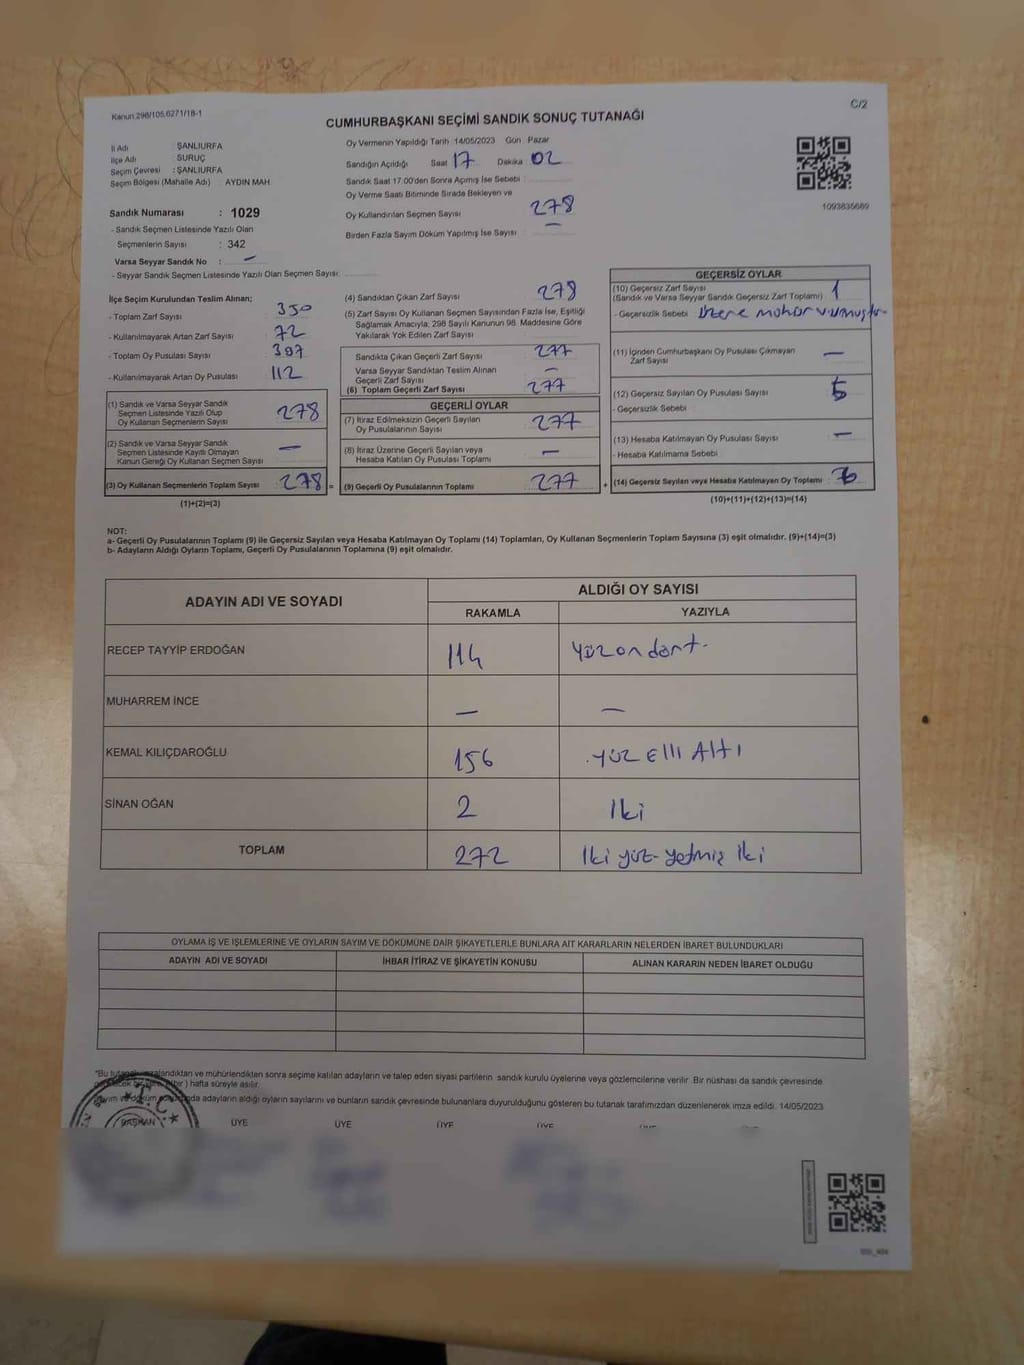 Kanun 298/105.6271/18-1
C/2
CUMHURBAŞKANI SEÇİMİ SANDIK SONUÇ TUTANAĞI
İl Adı : ŞANLIURFA
İlçe Adı : SURUÇ
Seçim Çevresi : ŞANLIURFA
Seçim Bölgesi (Mahalle Adı) : AYDIN MAH
Sandık Numarası : 1029
- Sandık Seçmen Listesinde Yazılı Olan
Seçmenlerin Sayısı : 342
Varsa Seyyar Sandık No : —
- Seyyar Sandık Seçmen Listesinde Yazılı Olan Seçmen Sayısı:
Oy Vermenin Yapıldığı Tarih 14/05/2023 Gün Pazar
Sandığın Açıldığı Saat 17 Dakika 02
Sandık Saat 17:00'den Sonra Açımış İse Sebebi :
Oy Verme Saati Bitiminde Sırada Bekleyen ve
Oy Kullandırılan Seçmen Sayısı 278
Birden Fazla Sayım Döküm Yapılmış İse Sayısı : —
1093835689
İlçe Seçim Kurulundan Teslim Alınan;
- Toplam Zarf Sayısı : 350
- Kullanılmayarak Artan Zarf Sayısı : 72
- Toplam Oy Pusulası Sayısı : 397
- Kullanılmayarak Artan Oy Pusulası : 112
(1) Sandık ve Varsa Seyyar Sandık
Seçmen Listesinde Yazılı Olup
Oy Kullanan Seçmenlerin Sayısı : 278
(2) Sandık ve Varsa Seyyar Sandık
Seçmen Listesinde Kayıtlı Olmayan
Kanun Gereği Oy Kullanan Seçmen Sayısı : —
(3) Oy Kullanan Seçmenlerin Toplam Sayısı : 278 =
(1)+(2)=(3)
(4) Sandıktan Çıkan Zarf Sayısı : 278
(5) Zarf Sayısı Oy Kullanan Seçmen Sayısından Fazla İse, Eşitliği
Sağlamak Amacıyla, 298 Sayılı Kanunun 98. Maddesine Göre
Yakılarak Yok Edilen Zarf Sayısı :
Sandıkta Çıkan Geçerli Zarf Sayısı : 277
Varsa Seyyar Sandıktan Teslim Alınan
Geçerli Zarf Sayısı : —
(6) Toplam Geçerli Zarf Sayısı : 277
GEÇERLİ OYLAR
(7) İtiraz Edilmeksizin Geçerli Sayılan
Oy Pusulalarının Sayısı : 277
(8) İtiraz Üzerine Geçerli Sayılan veya
Hesaba Katılan Oy Pusulası Toplamı : —
(9) Geçerli Oy Pusulalarının Toplamı : 277 +
GEÇERSİZ OYLAR
(10) Geçersiz Zarf Sayısı
(Sandık ve Varsa Seyyar Sandık Geçersiz Zarf Toplamı) : 1
- Geçersizlik Sebebi : Üzere mühür vurmuştur
(11) İçinden Cumhurbaşkanı Oy Pusulası Çıkmayan
Zarf Sayısı : —
(12) Geçersiz Sayılan Oy Pusulası Sayısı : 5
- Geçersizlik Sebebi
(13) Hesaba Katılmayan Oy Pusulası Sayısı : —
- Hesaba Katılmama Sebebi
(14) Geçersiz Sayılan veya Hesaba Katılmayan Oy Toplamı : 6
(10)+(11)+(12)+(13)=(14)
NOT:
a- Geçerli Oy Pusulalarının Toplamı (9) ile Geçersiz Sayılan veya Hesaba Katılmayan Oy Toplamı (14) Toplamları, Oy Kullanan Seçmenlerin Toplam Sayısına (3) eşit olmalıdır. (9)+(14)=(3)
b- Adayların Aldığı Oyların Toplamı, Geçerli Oy Pusulalarının Toplamına (9) eşit olmalıdır.
ADAYIN ADI VE SOYADI
ALDIĞI OY SAYISI
RAKAMLA YAZIYLA
RECEP TAYYİP ERDOĞAN 114 yüz on dört-
MUHARREM İNCE — —
KEMAL KILIÇDAROĞLU 156 yüz Elli Altı
SİNAN OĞAN 2 İki
TOPLAM 272 İki yüz-yetmiş iki
OYLAMA İŞ VE İŞLEMLERİNE VE OYLARIN SAYIM VE DÖKÜMÜNE DAİR ŞİKAYETLERLE BUNLARA AİT KARARLARIN NELERDEN İBARET BULUNDUKLARI
ADAYIN ADI VE SOYADI İHBAR İTİRAZ VE ŞİKAYETİN KONUSU ALINAN KARARIN NEDEN İBARET OLDUĞU
"Bu sonra seçime katılan adayların ve talep eden siyasi partilerin sandık kurulu üyelerine veya gözlemcilerine verilir. Bir nüshası da sandık çevresinde
hafta süreyle asılır.
adayların aldığı oyların sayılarını ve bunların sandık çevresinde bulunanlara duyurulduğunu gösteren bu tutanak tarafımızdan düzenlenerek imza edildi. 14/05/2023
T.C.
BAŞKAN ÜYE ÜYE ÜYE ÜYE